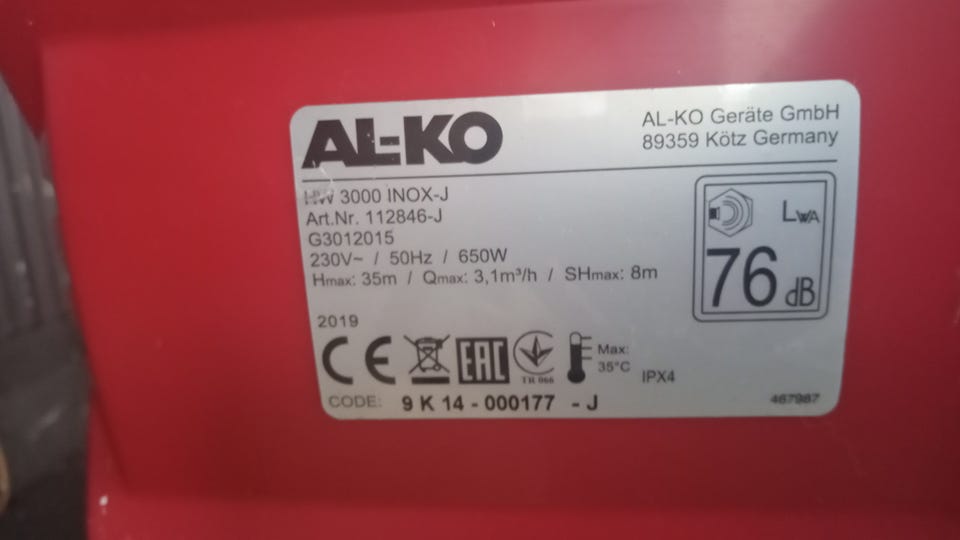 AL-KO
AL-KO Geräte GmbH
89359 Kötz Germany
HW 3000 INOX-J
Art.Nr. 112846-J
G3012015
230V~ / 50Hz / 650W
Hmax: 35m / Qmax: 3,1m³/h / SHmax: 8m
LWA
76 dB
2019
CE
EAC
TR 066
Max:
35°C
IPX4
CODE: 9 K 14 - 000177 - J
467987